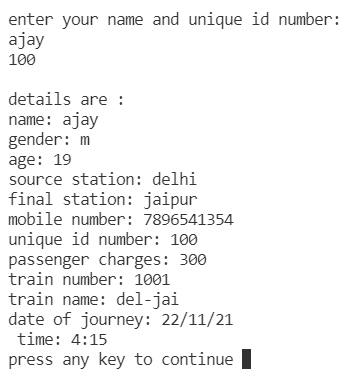 enter your name and unique id number:
ajay
100
details are :
name: ajay
gender: m
age: 19
source station: delhi
final station: jaipur
mobile number: 7896541354
unique id number: 100
passenger charges: 300
train number: 1001
train name: del-jai
date of journey: 22/11/21
 time: 4:15
press any key to continue